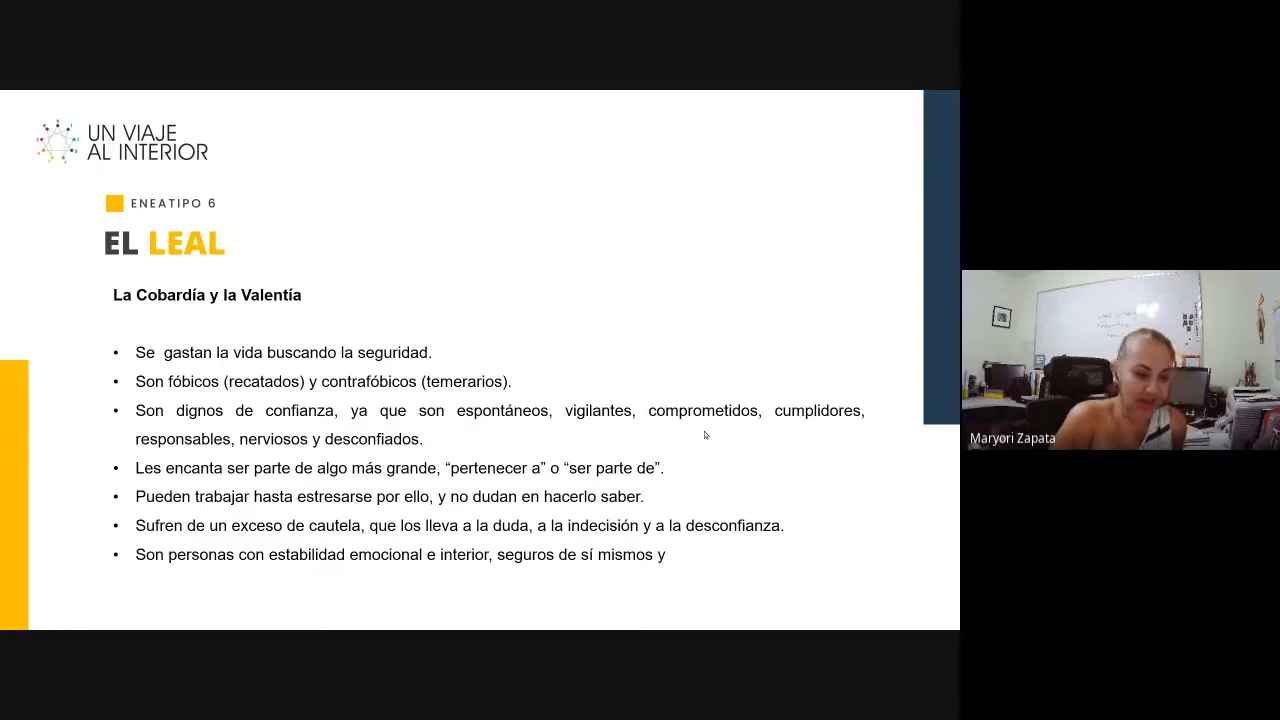 UN VIAJE
AL INTERIOR
ENEATIPO 6
EL LEAL
La Cobardía y la Valentía
• Se gastan la vida buscando la seguridad.
• Son fóbicos (recatados) y contrafóbicos (temerarios).
• Son dignos de confianza, ya que son espontáneos, vigilantes, comprometidos, cumplidores,
responsables, nerviosos y desconfiados.
• Les encanta ser parte de algo más grande, “pertenecer a” o “ser parte de”.
• Pueden trabajar hasta estresarse por ello, y no dudan en hacerlo saber.
• Sufren de un exceso de cautela, que los lleva a la duda, a la indecisión y a la desconfianza.
• Son personas con estabilidad emocional e interior, seguros de sí mismos y
Maryori Zapata